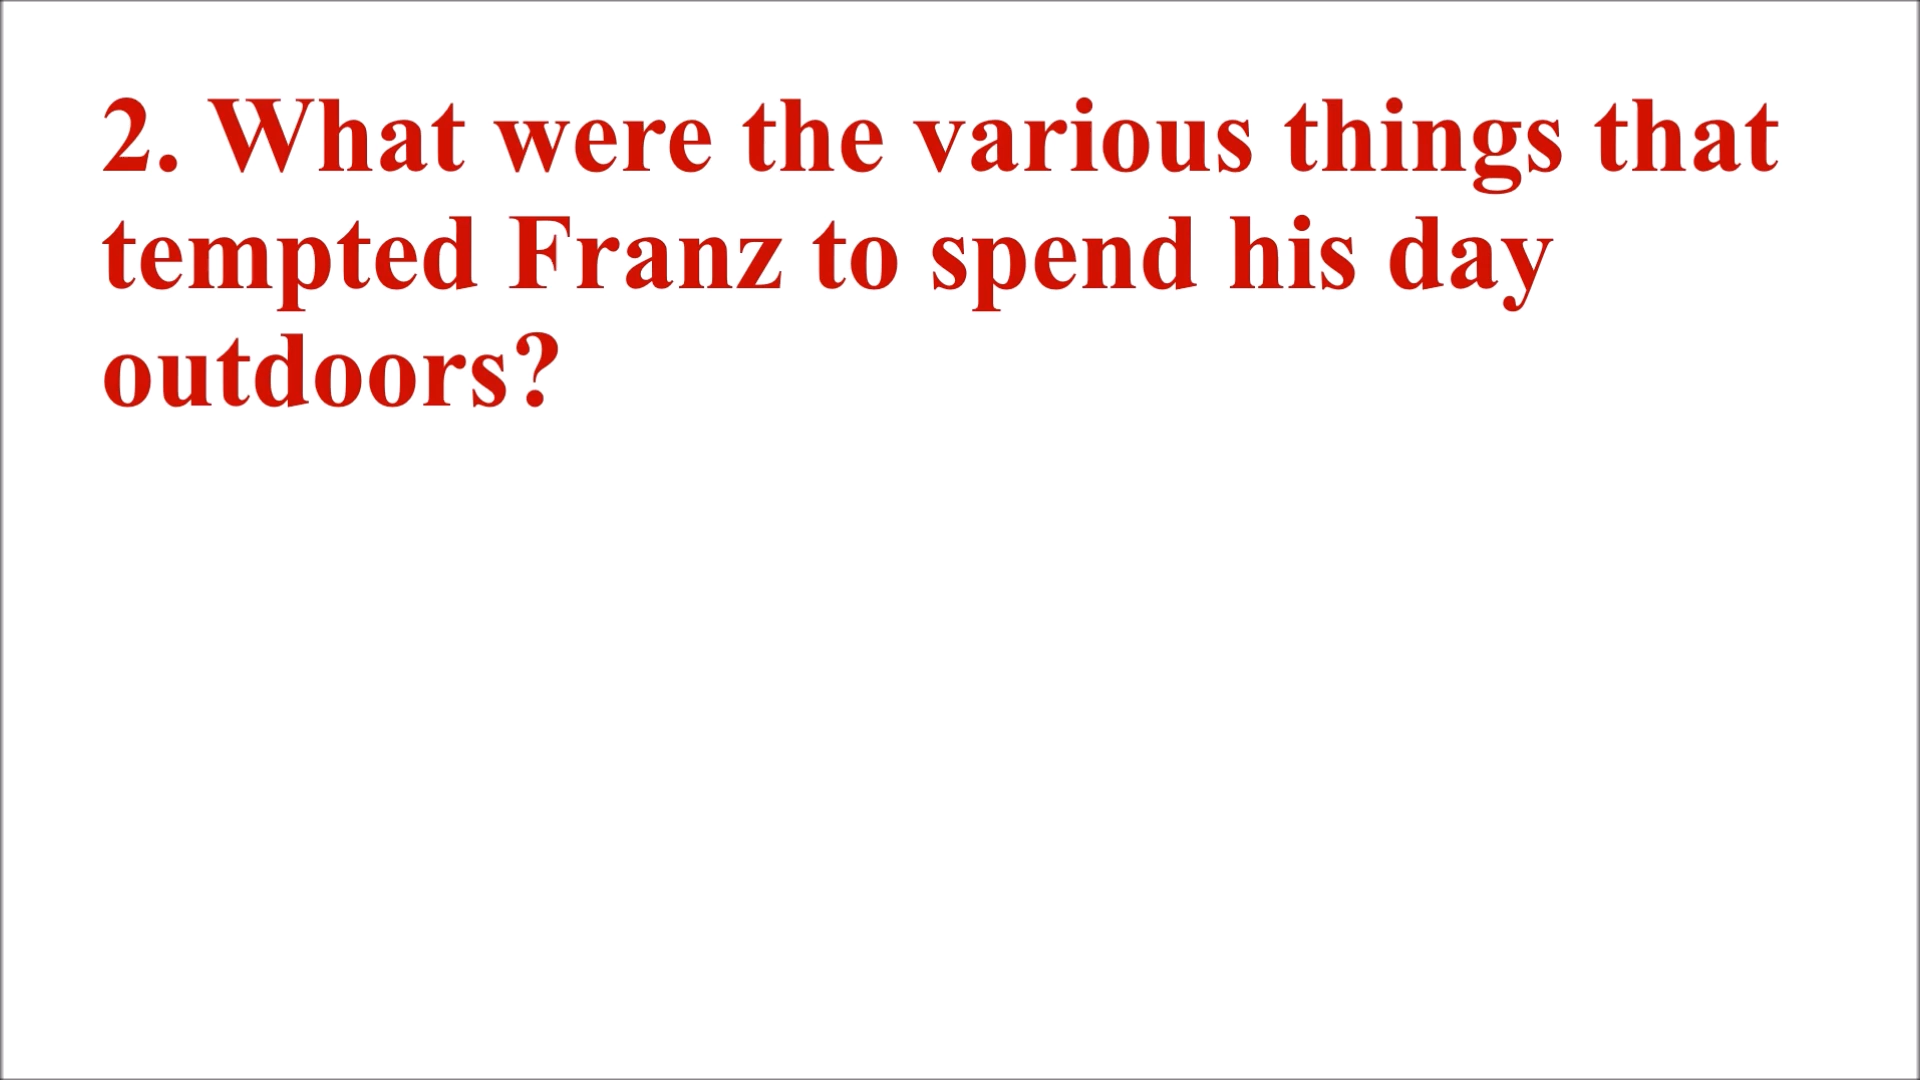 2. What were the various things that
tempted Franz to spend his day
outdoors?